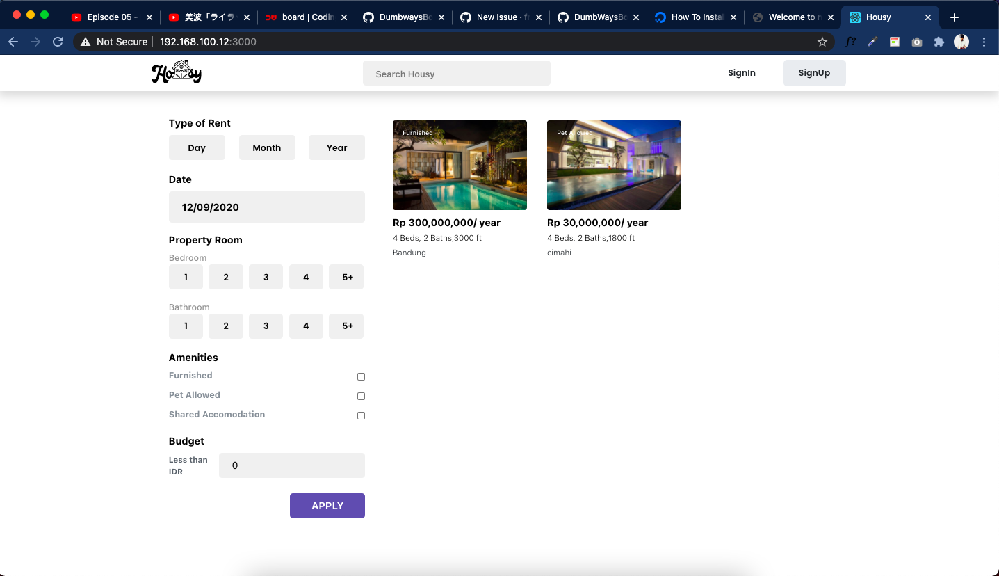 Episode 05 -
美波「ライラッ
board | Coding
DumbwaysBo
New Issue · fr
DumbWaysBo
How To Instal
Welcome to n
Housy
Not Secure
192.168.100.12:3000
f?
Housy
Search Housy
SignIn
SignUp
Type of Rent
Day
Month
Year
Date
12/09/2020
Property Room
Bedroom
1
2
3
4
5+
Bathroom
1
2
3
4
5+
Amenities
Furnished
Pet Allowed
Shared Accomodation
Budget
Less than
IDR
0
APPLY
Furnished
Rp 300,000,000/ year
4 Beds, 2 Baths,3000 ft
Bandung
Pet Allowed
Rp 30,000,000/ year
4 Beds, 2 Baths,1800 ft
cimahi